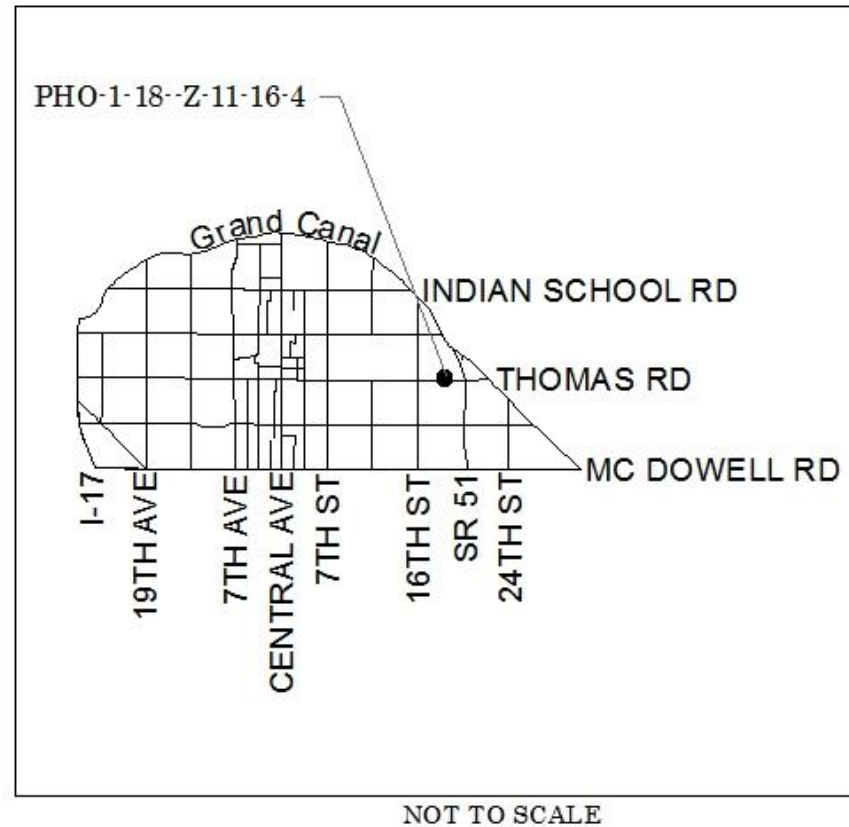 PHO-1-18--Z-11-16-4
Grand Canal
INDIAN SCHOOL RD
THOMAS RD
MC DOWELL RD
I-17
19TH AVE
7TH AVE
CENTRAL AVE
7TH ST
16TH ST
SR 51
24TH ST
NOT TO SCALE